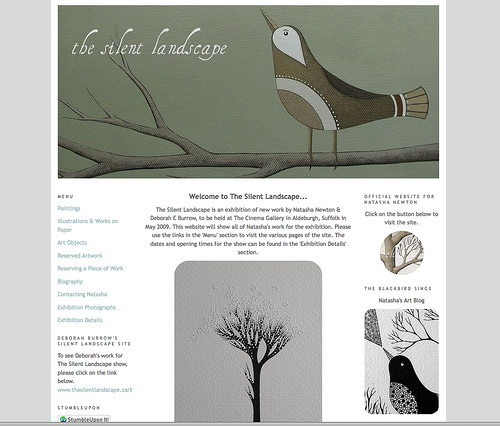 the silent landscape
MENU
Paintings
Illustrations & Works on
Paper
Art Objects
Reserved Artwork
Reserving a Piece of Work
Biography
Contacting Natasha
Exhibition Photographs
Exhibition Details
DEBORAH BURROW'S
SILENT LANDSCAPE SITE
To see Deborah's work for
The Silent Landscape show,
please click on the link
below.
www.thesilentlandscape.carb
STUMBLEUPON
StumbleUpon It!
Welcome to The Silent Landscape...
The Silent Landscape is an exhibition of new work by Natasha Newton &
Deborah E Burrow, to be held at The Cinema Gallery in Aldeburgh, Suffolk in
May 2009. This website will show all of Natasha's work for the exhibition. Please
use the links in the 'Menu' section to visit the various pages of the site. The
dates and opening times for the show can be found in the 'Exhibition Details'
section.
OFFICIAL WEBSITE FOR
NATASHA NEWTON
Click on the button below to
visit the site.
THE BLACKBIRD SINGS
Natasha's Art Blog